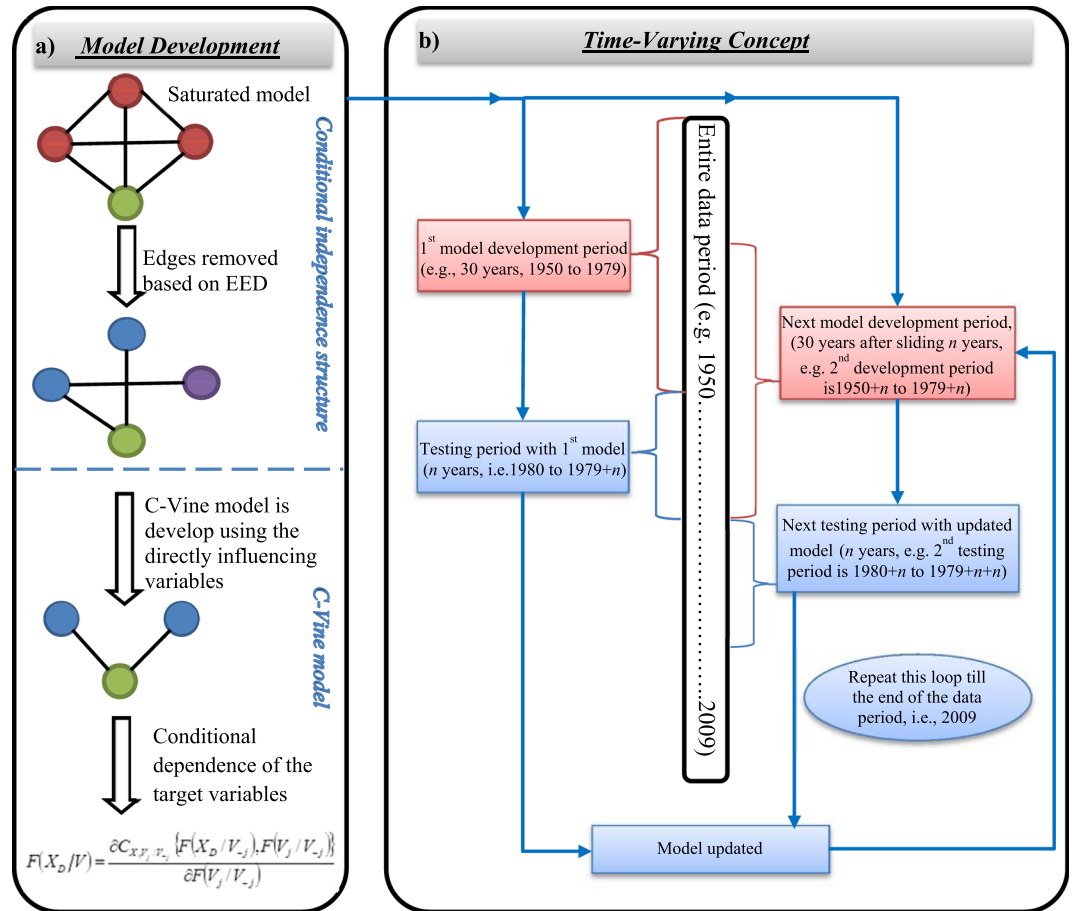 a) Model Development
Saturated model
Conditional independence structure
Edges removed
based on EED
C-Vine model is
develop using the
directly influencing
variables
C-Vine model
Conditional
dependence of the
target variables
F(X_D/V) = ∂C_{X,V_j/V_{-j}} {F(X_D/V_{-j}), F(V_j/V_{-j})} / ∂F(V_j/V_{-j})
b) Time-Varying Concept
1st model development period
(e.g., 30 years, 1950 to 1979)
Testing period with 1st model
(n years, i.e.1980 to 1979+n)
Entire data period (e.g. 1950…………………………………..2009)
Next model development period,
(30 years after sliding n years,
e.g. 2nd development period
is1950+n to 1979+n)
Next testing period with updated
model (n years, e.g. 2nd testing
period is 1980+n to 1979+n+n)
Repeat this loop till
the end of the data
period, i.e., 2009
Model updated